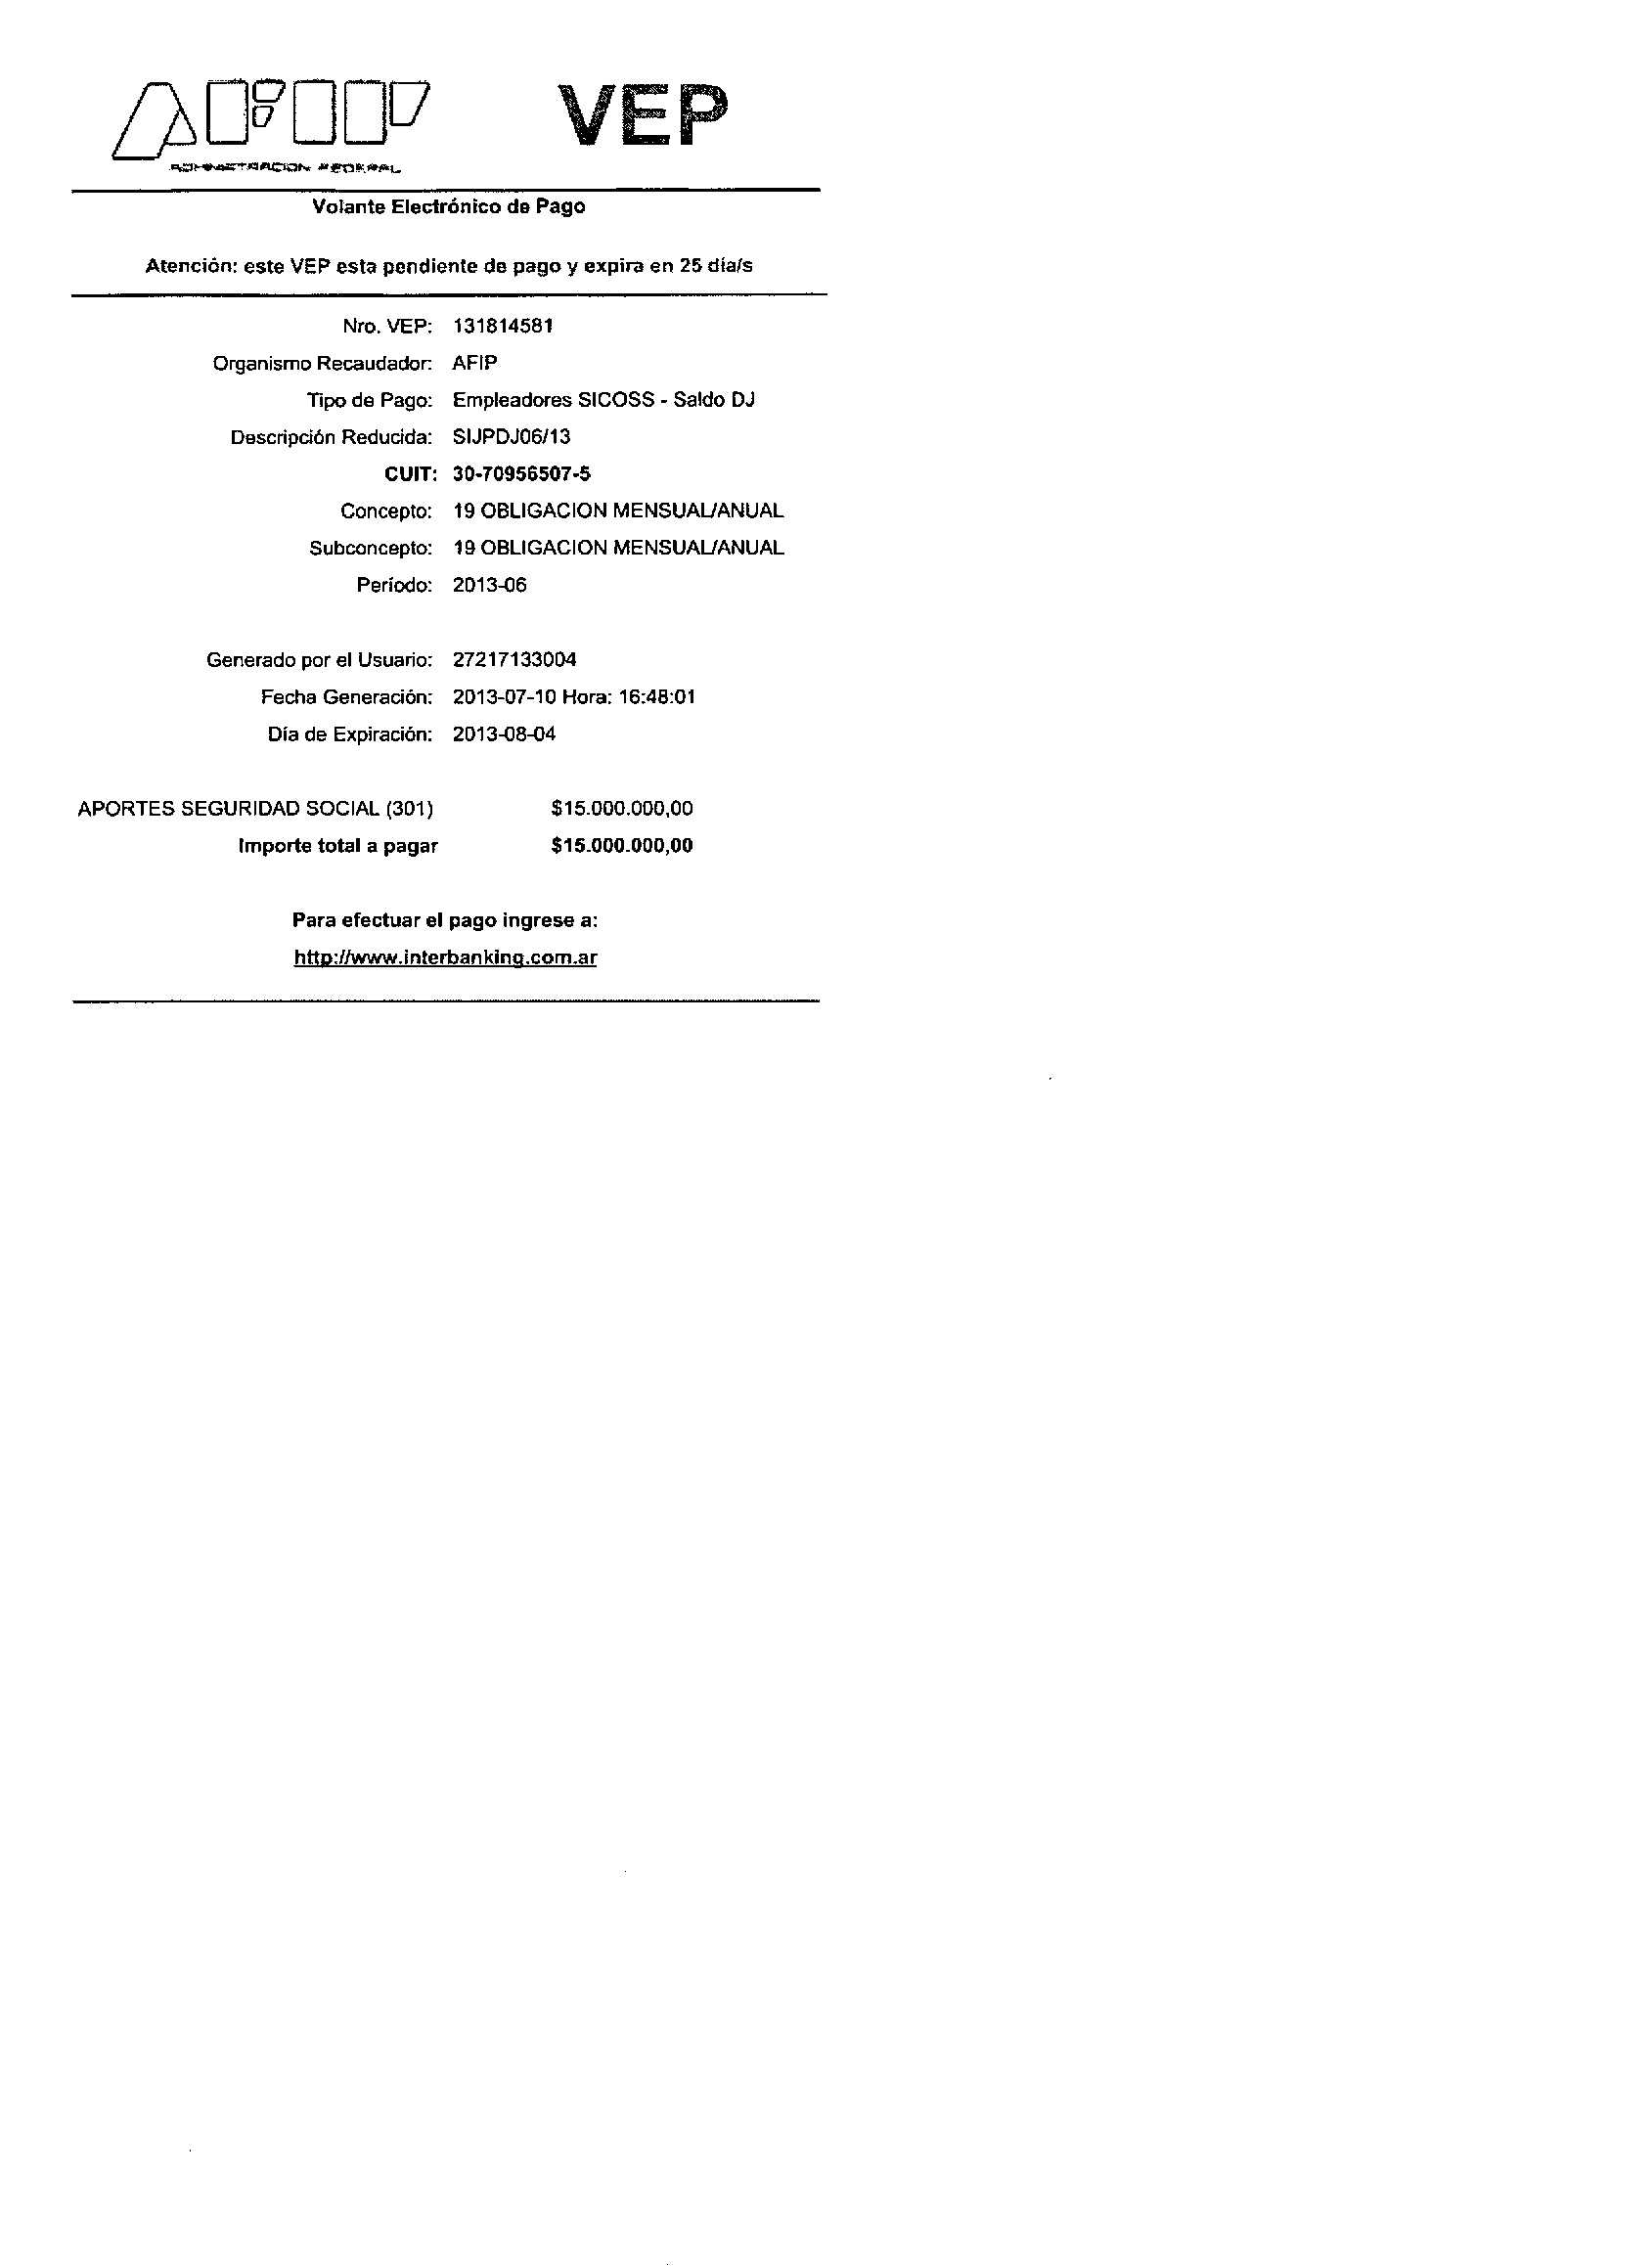 AFIP VEP
ADMINISTRACION FEDERAL
Volante Electrónico de Pago
Atención: este VEP esta pendiente de pago y expira en 25 día/s
Nro. VEP: 131814581
Organismo Recaudador: AFIP
Tipo de Pago: Empleadores SICOSS - Saldo DJ
Descripción Reducida: SIJPDJ06/13
CUIT: 30-70956507-5
Concepto: 19 OBLIGACION MENSUAL/ANUAL
Subconcepto: 19 OBLIGACION MENSUAL/ANUAL
Período: 2013-06
Generado por el Usuario: 27217133004
Fecha Generación: 2013-07-10 Hora: 16:48:01
Día de Expiración: 2013-08-04
APORTES SEGURIDAD SOCIAL (301) $15.000.000,00
Importe total a pagar $15.000.000,00
Para efectuar el pago ingrese a:
http://www.interbanking.com.ar